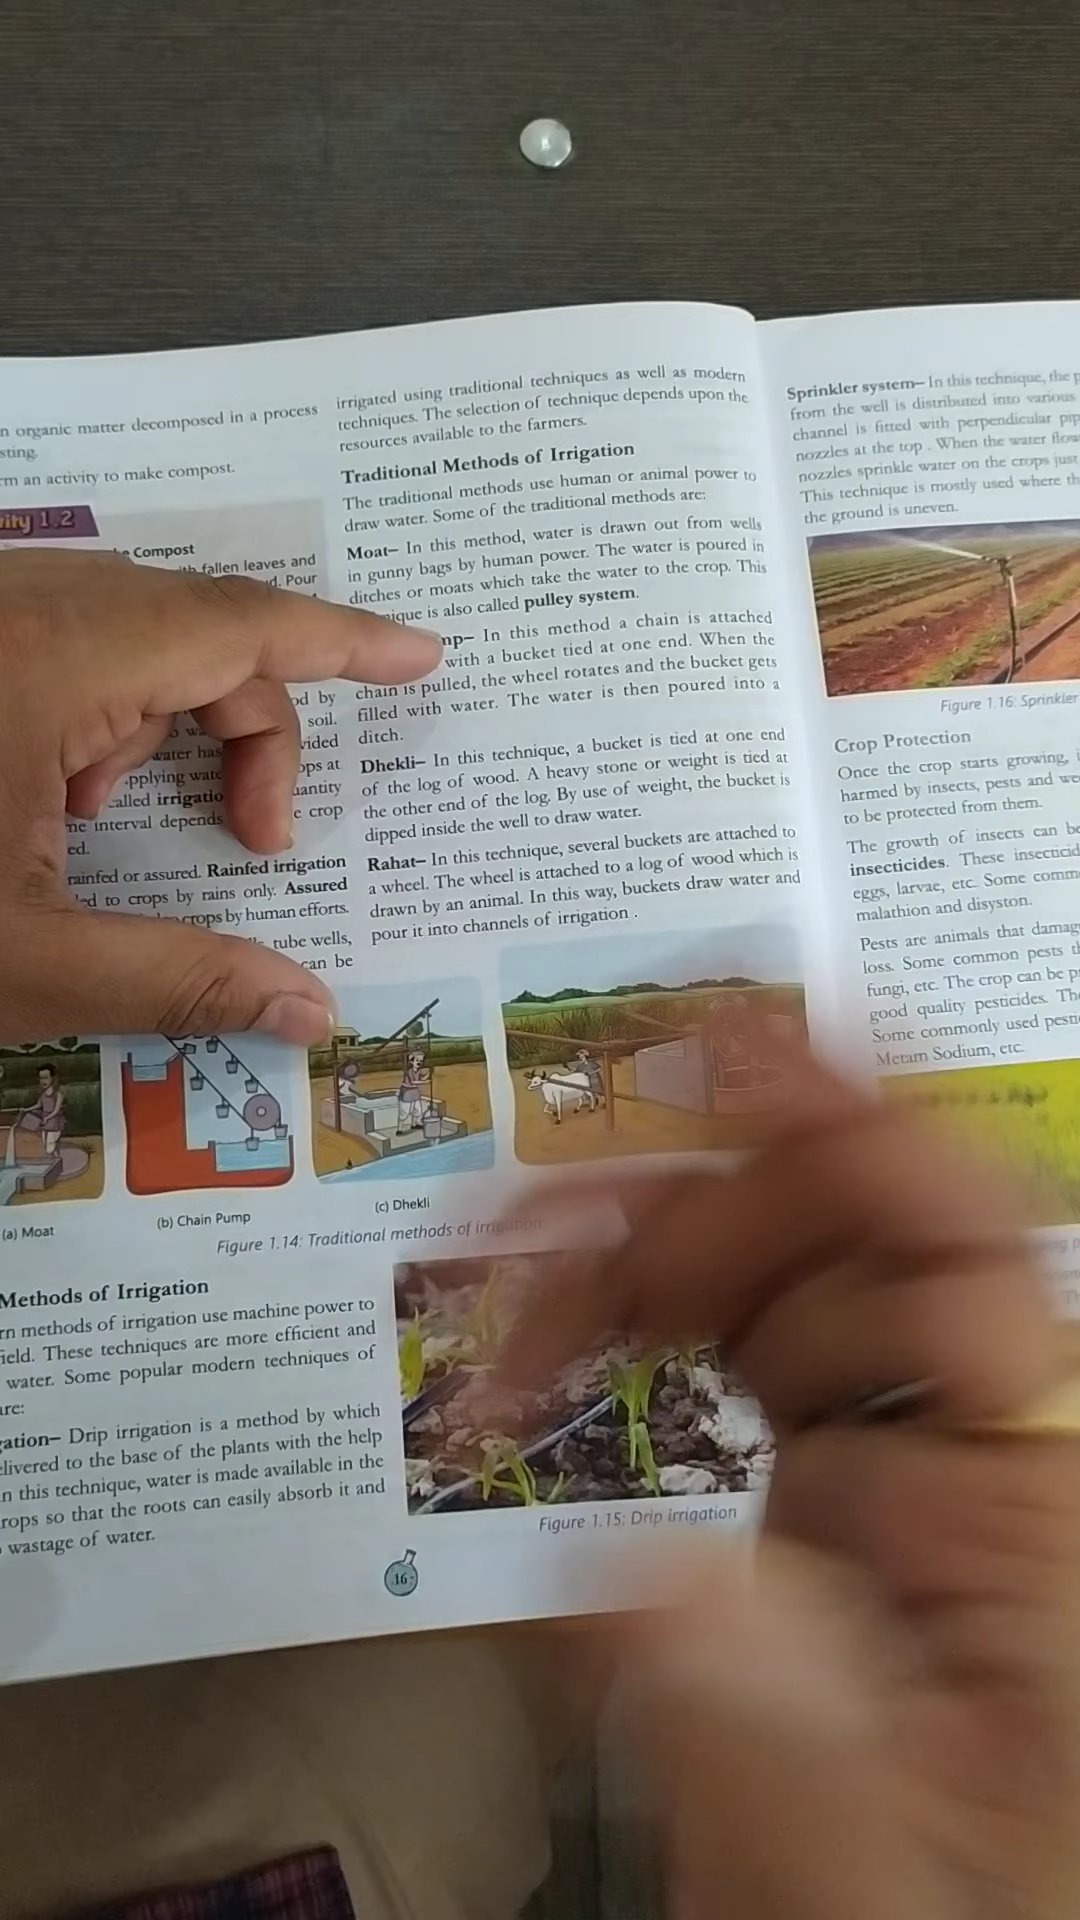 n organic matter decomposed in a process
sting.
m an activity to make compost.
1.2
Compost
fallen leaves and
Pour
by
soil.
vided
water has
ops at
pplying wate
uantity
called irrigatio
e crop
ne interval depends
ed.
rainfed or assured. Rainfed irrigation
ed to crops by rains only. Assured
crops by human efforts.
tube wells,
can be
irrigated using traditional techniques as well as modern
techniques. The selection of technique depends upon the
resources available to the farmers.
Traditional Methods of Irrigation
The traditional methods use human or animal power to
draw water. Some of the traditional methods are:
Moat– In this method, water is drawn out from wells
in gunny bags by human power. The water is poured in
ditches or moats which take the water to the crop. This
nique is also called pulley system.
mp– In this method a chain is attached
with a bucket tied at one end. When the
chain is pulled, the wheel rotates and the bucket gets
filled with water. The water is then poured into a
ditch.
Dhekli– In this technique, a bucket is tied at one end
of the log of wood. A heavy stone or weight is tied at
the other end of the log. By use of weight, the bucket is
dipped inside the well to draw water.
Rahat– In this technique, several buckets are attached to
a wheel. The wheel is attached to a log of wood which is
drawn by an animal. In this way, buckets draw water and
pour it into channels of irrigation .
(a) Moat
(b) Chain Pump
(c) Dhekli
Figure 1.14: Traditional methods of irrigation
Methods of Irrigation
rn methods of irrigation use machine power to
ield. These techniques are more efficient and
water. Some popular modern techniques of
are:
gation– Drip irrigation is a method by which
elivered to the base of the plants with the help
n this technique, water is made available in the
rops so that the roots can easily absorb it and
wastage of water.
Figure 1.15: Drip irrigation
16
Sprinkler system– In this technique, the p
from the well is distributed into various
channel is fitted with perpendicular pip
nozzles at the top . When the water flow
nozzles sprinkle water on the crops just
This technique is mostly used where th
the ground is uneven.
Figure 1.16: Sprinkler
Crop Protection
Once the crop starts growing, i
harmed by insects, pests and we
to be protected from them.
The growth of insects can be
insecticides. These insecticid
eggs, larvae, etc. Some comm
malathion and disyston.
Pests are animals that damag
loss. Some common pests th
fungi, etc. The crop can be p
good quality pesticides. The
Some commonly used pesti
Metam Sodium, etc.